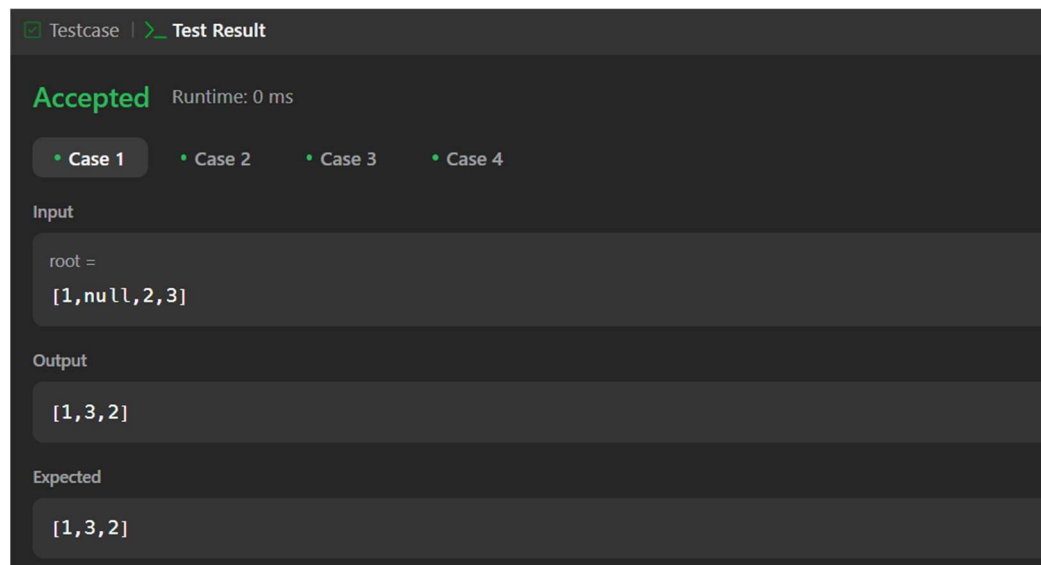 Testcase | >_ Test Result
Accepted Runtime: 0 ms
• Case 1 • Case 2 • Case 3 • Case 4
Input
root =
[1,null,2,3]
Output
[1,3,2]
Expected
[1,3,2]